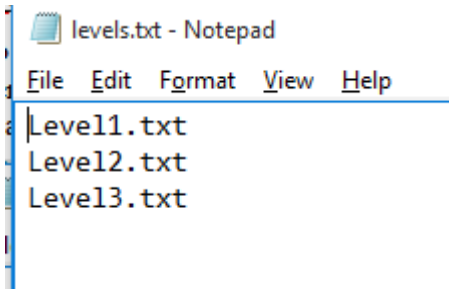 levels.txt - Notepad
File Edit Format View Help
Level1.txt
Level2.txt
Level3.txt